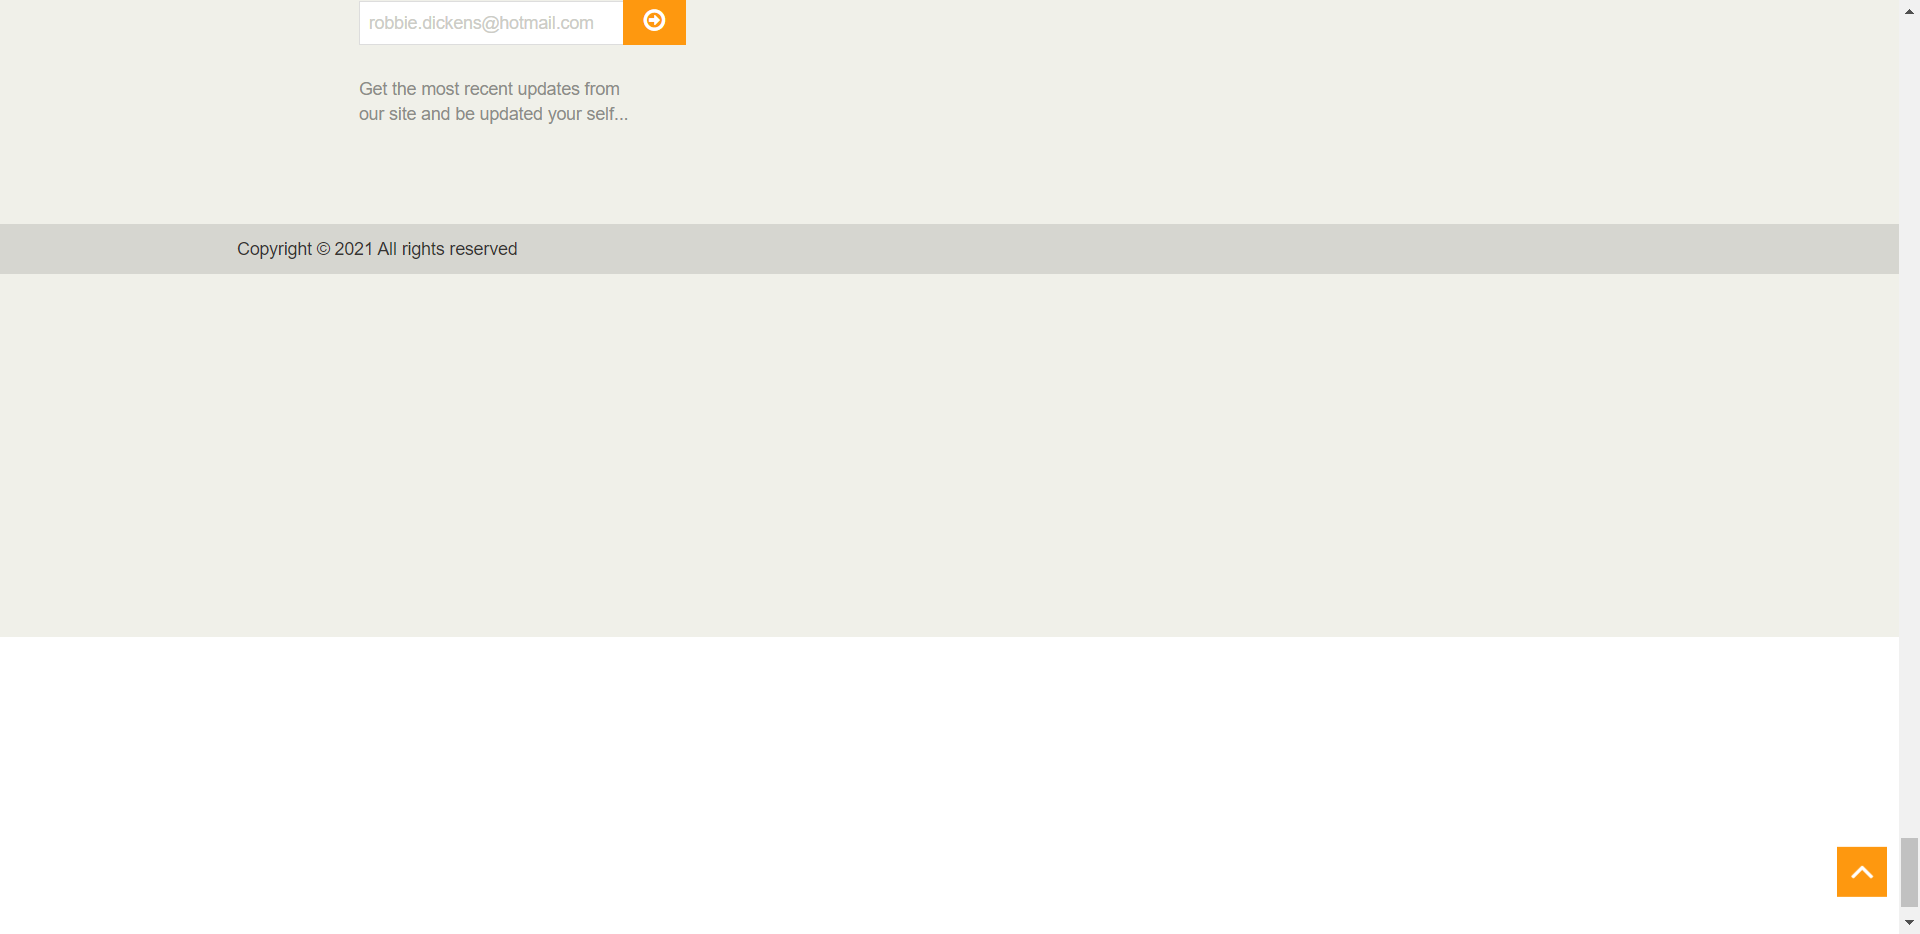 robbie.dickens@hotmail.com
Get the most recent updates from
our site and be updated your self...
Copyright © 2021 All rights reserved